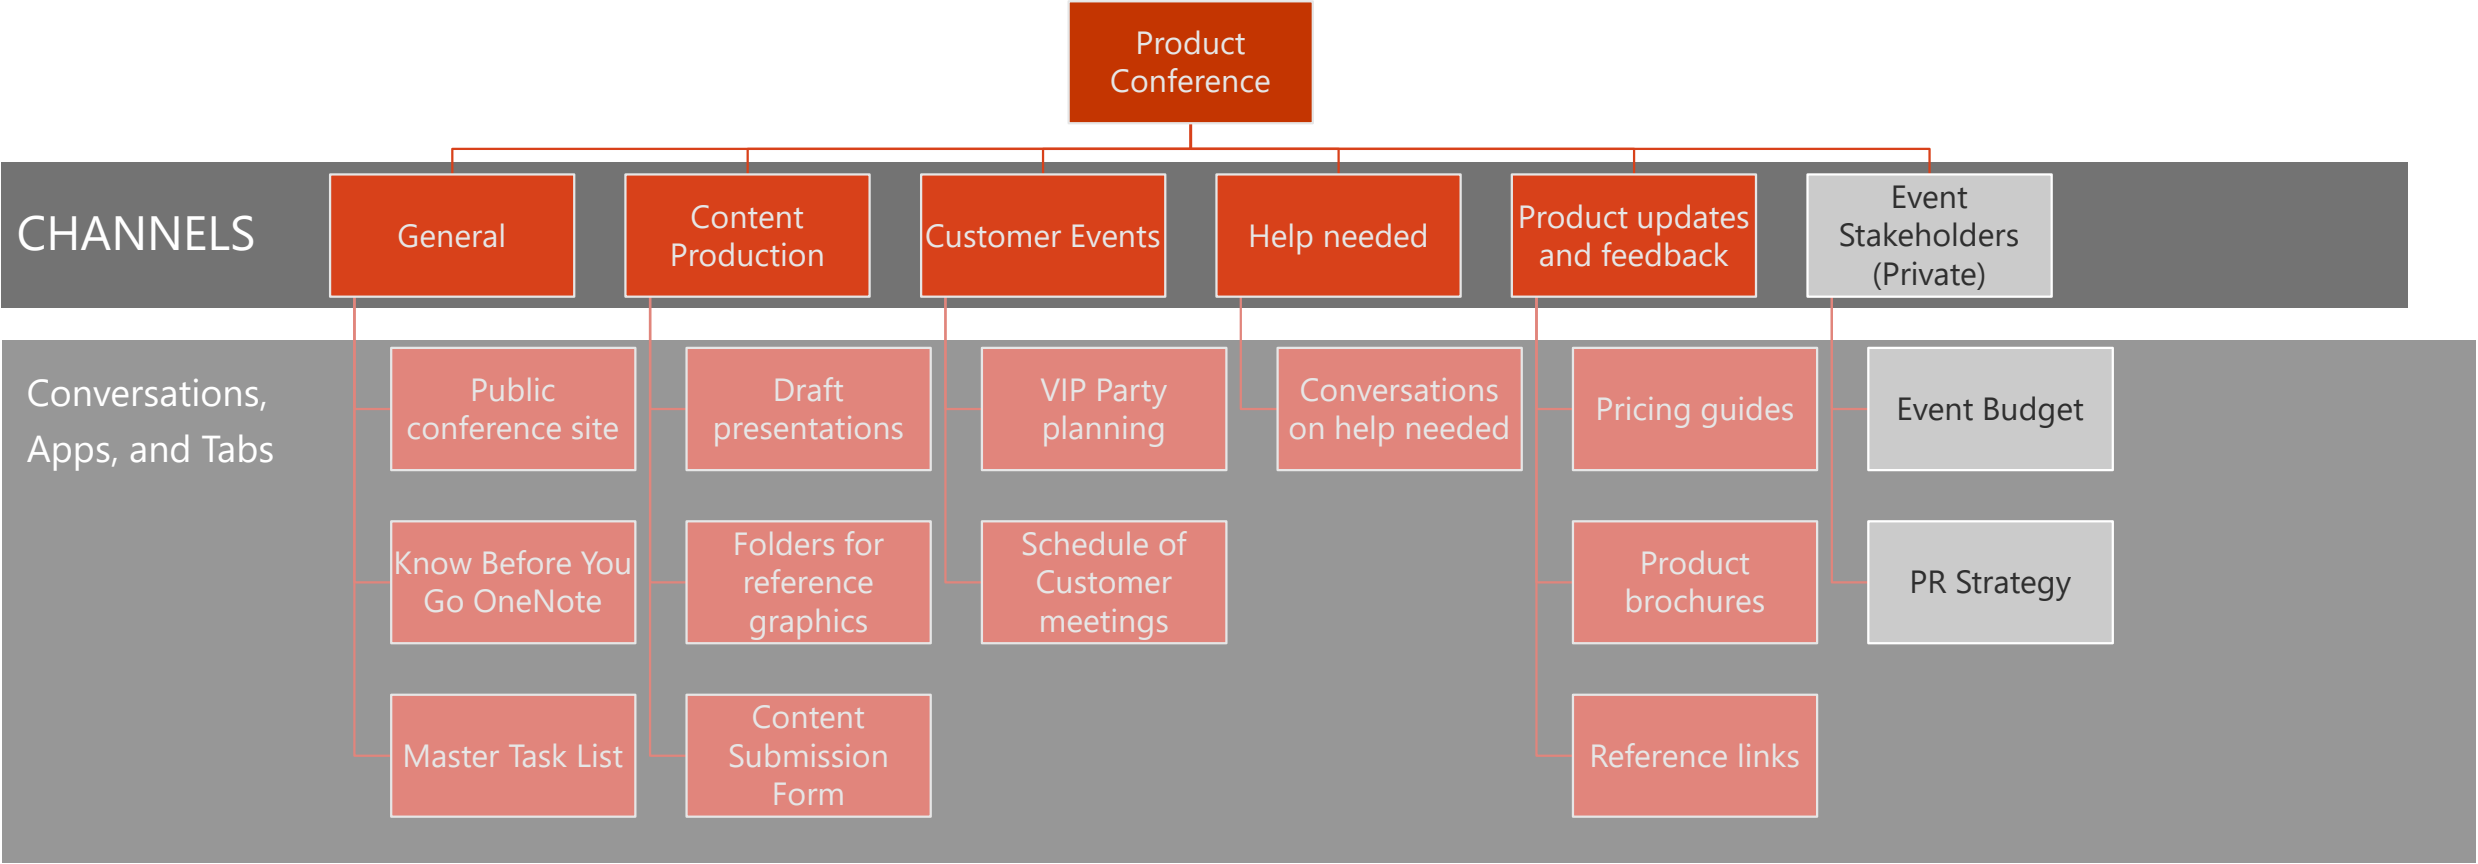 Product
Conference
CHANNELS
General
Content
Production
Customer Events
Help needed
Product updates
and feedback
Event
Stakeholders
(Private)
Conversations,
Apps, and Tabs
Public
conference site
Draft
presentations
VIP Party
planning
Conversations
on help needed
Pricing guides
Event Budget
Know Before You
Go OneNote
Folders for
reference
graphics
Schedule of
Customer
meetings
Product
brochures
PR Strategy
Master Task List
Content
Submission
Form
Reference links